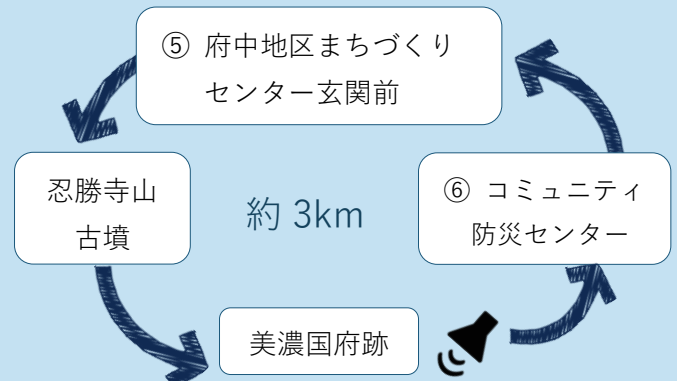 ⑤ 府中地区まちづくり
センター玄関前
忍勝寺山
古墳
約 3km
⑥ コミュニティ
防災センター
美濃国府跡